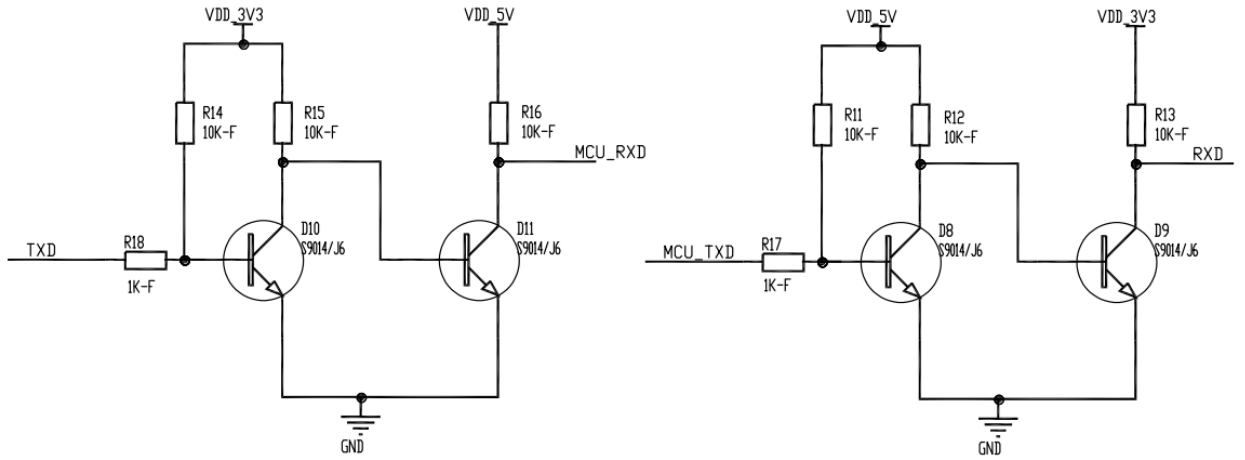 VDD_3V3
VDD_5V
R14
10K-F
R15
10K-F
R16
10K-F
MCU_RXD
D10
S9014/J6
D11
S9014/J6
TXD
R18
1K-F
GND
VDD_5V
VDD_3V3
R11
10K-F
R12
10K-F
R13
10K-F
RXD
D8
S9014/J6
D9
S9014/J6
MCU_TXD
R17
1K-F
GND